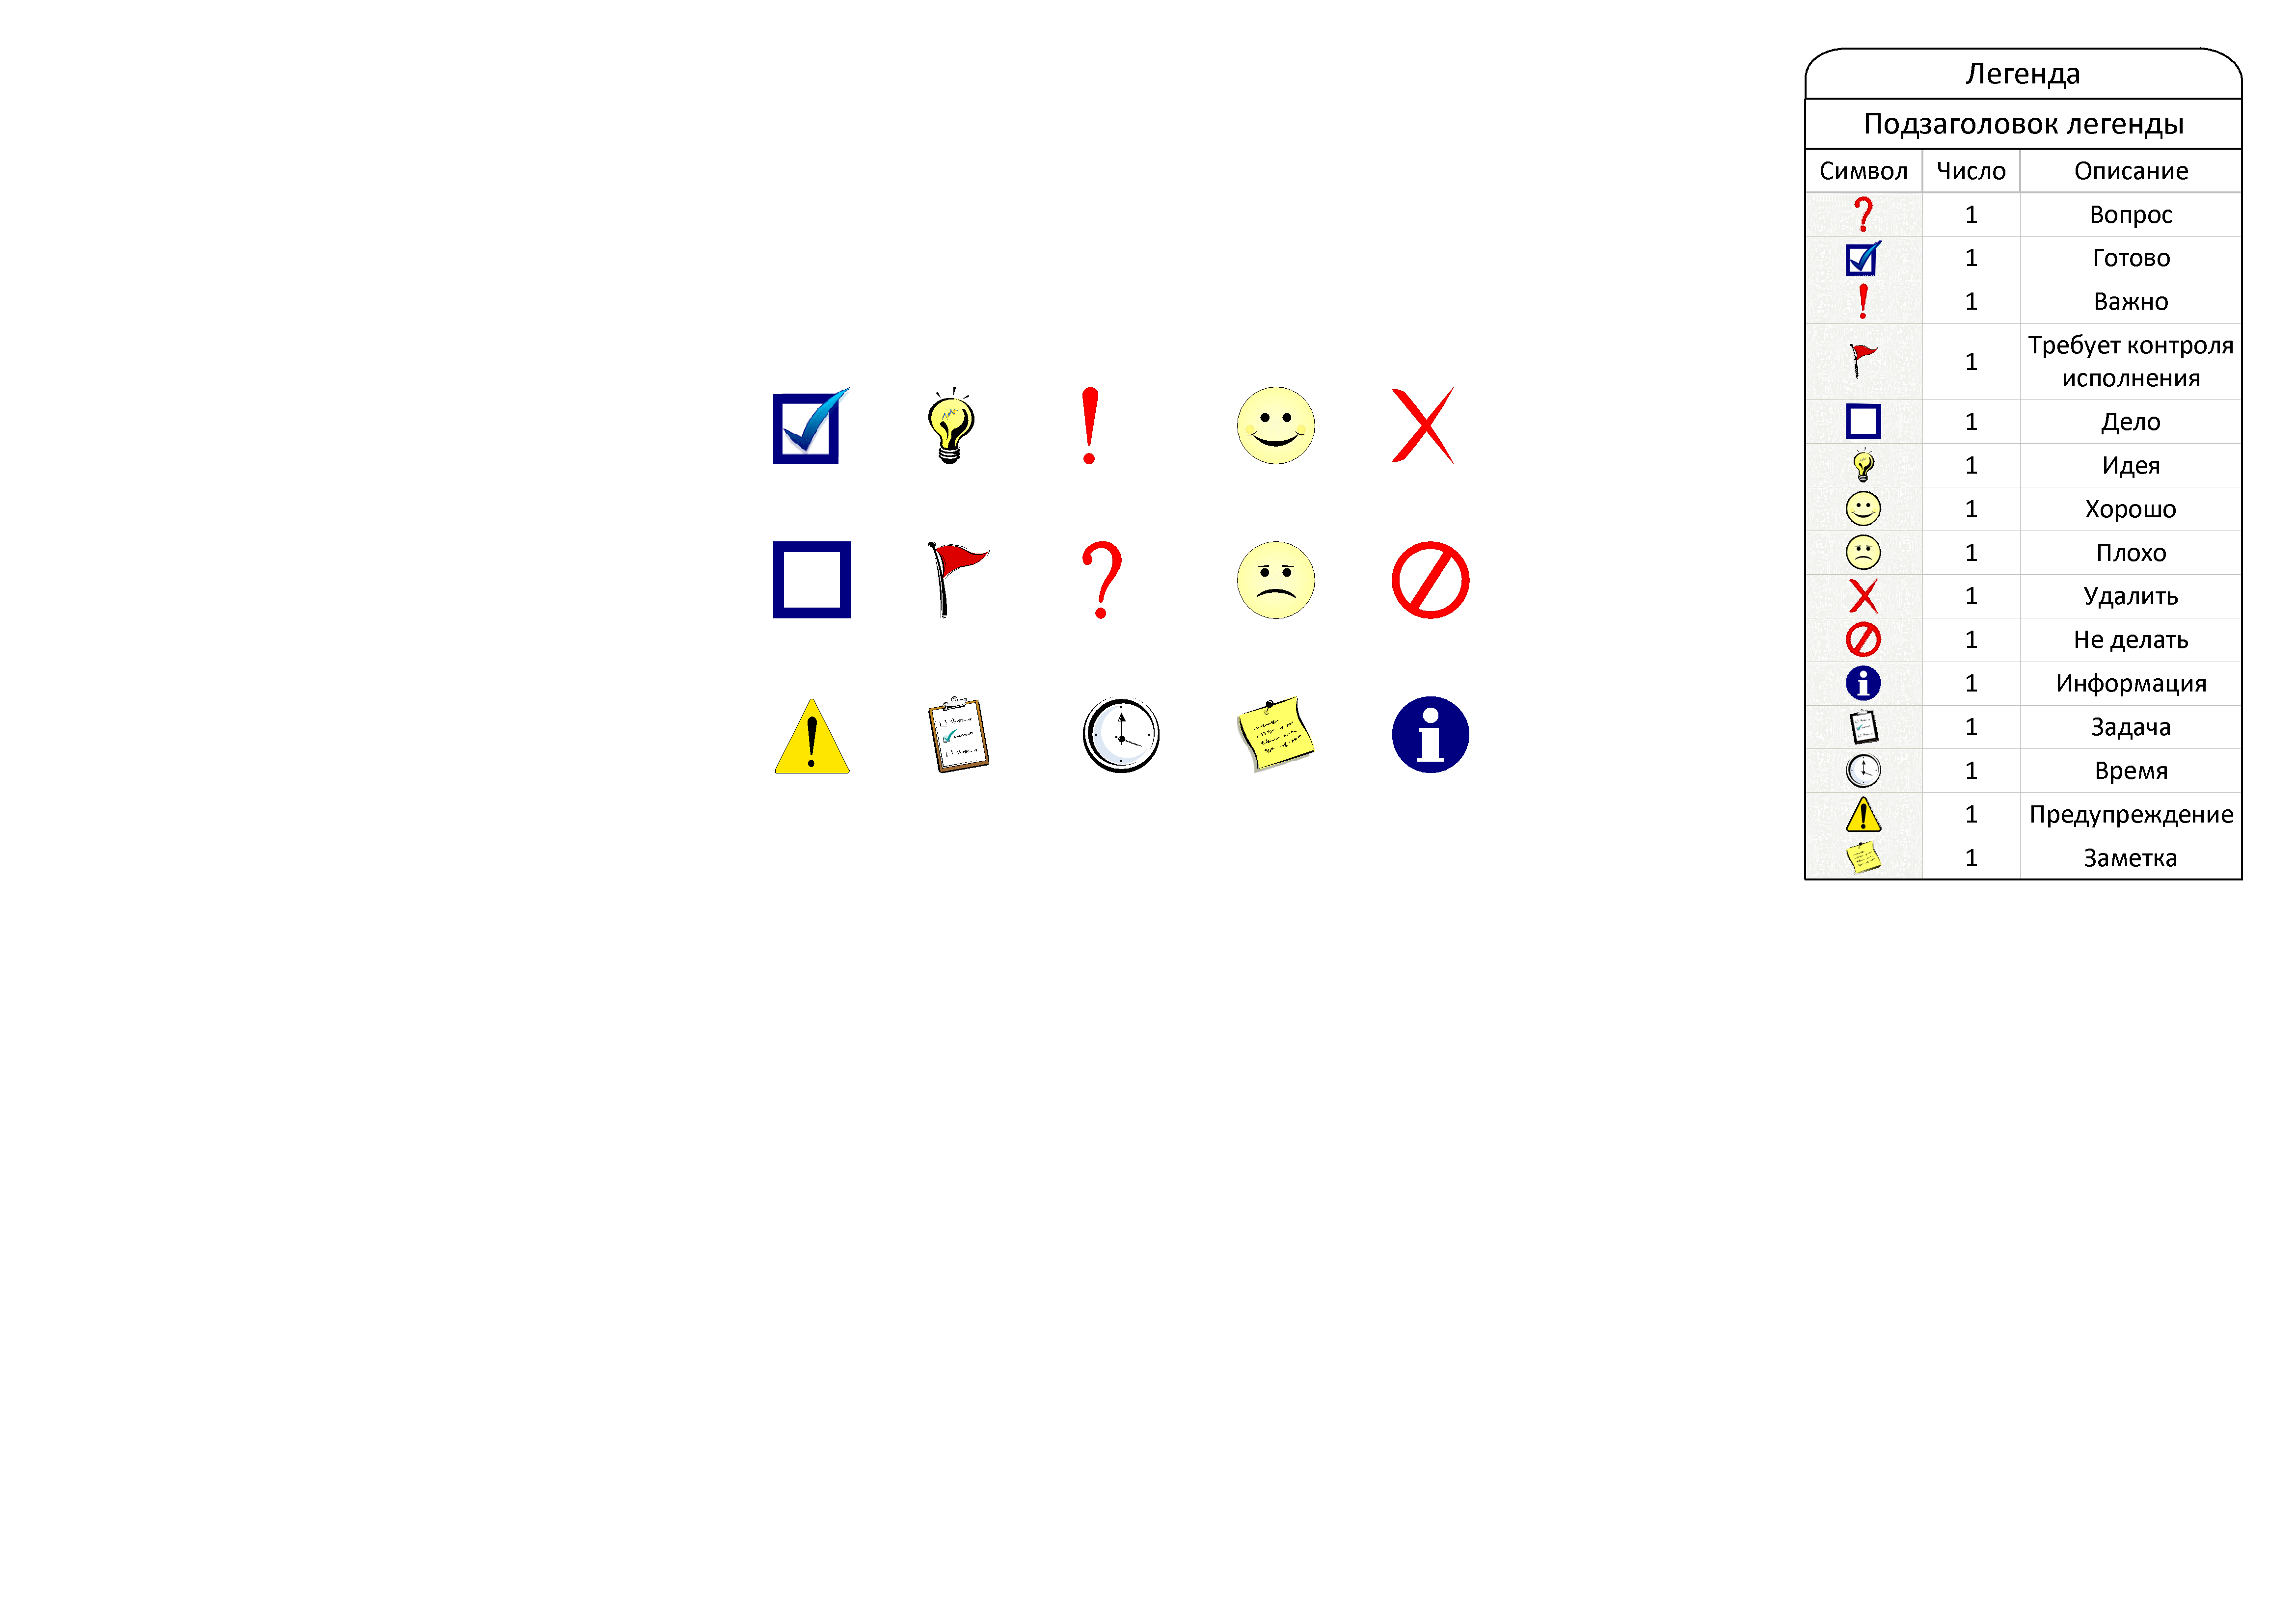 Легенда
Подзаголовок легенды
Символ Число Описание
1 Вопрос
1 Готово
1 Важно
1 Требует контроля
исполнения
1 Дело
1 Идея
1 Хорошо
1 Плохо
1 Удалить
1 Не делать
1 Информация
1 Задача
1 Время
1 Предупреждение
1 Заметка